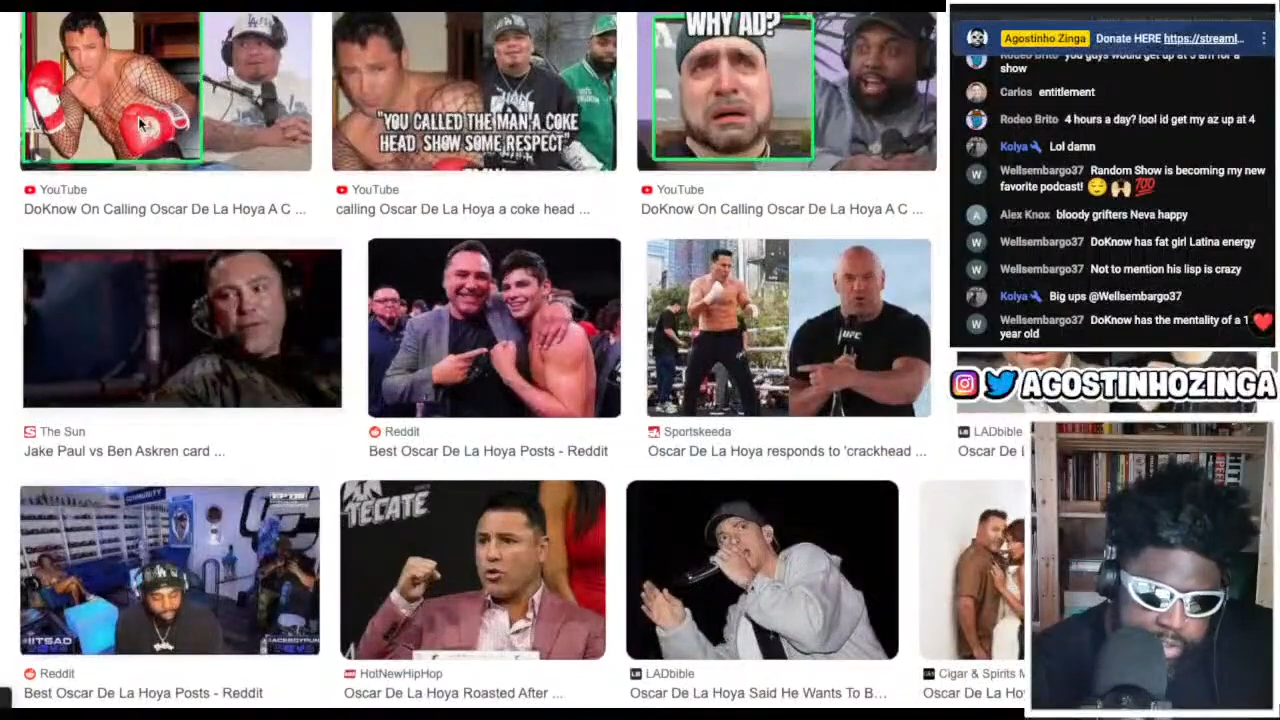 WHY AD?
"YOU CALLED THE MAN A COKE
HEAD SHOW SOME RESPECT"
YouTube
DoKnow On Calling Oscar De La Hoya A C ...
YouTube
calling Oscar De La Hoya a coke head ...
YouTube
DoKnow On Calling Oscar De La Hoya A C ...
UFC
The Sun
Jake Paul vs Ben Askren card ...
Reddit
Best Oscar De La Hoya Posts - Reddit
Sportskeeda
Oscar De La Hoya responds to 'crackhead ...
LADbible
Oscar De L
COMMUNITY
#IITSAD
TECATE
Reddit
Best Oscar De La Hoya Posts - Reddit
HotNewHipHop
Oscar De La Hoya Roasted After ...
LADbible
Oscar De La Hoya Said He Wants To B...
Cigar & Spirits M
Oscar De La Ho
Agostinho Zinga Donate HERE https://streaml...
Rodeo Brito you guys would get up at 5 am for a
show
Carlos entitlement
Rodeo Brito 4 hours a day? lool id get my az up at 4
Kolya Lol damn
Wellsembargo37 Random Show is becoming my new
favorite podcast! 😌 🙌🏽 💯
Alex Knox bloody grifters Neva happy
Wellsembargo37 DoKnow has fat girl Latina energy
Wellsembargo37 Not to mention his lisp is crazy
Kolya Big ups @Wellsembargo37
Wellsembargo37 DoKnow has the mentality of a 1
year old
AGOSTINHOZINGA